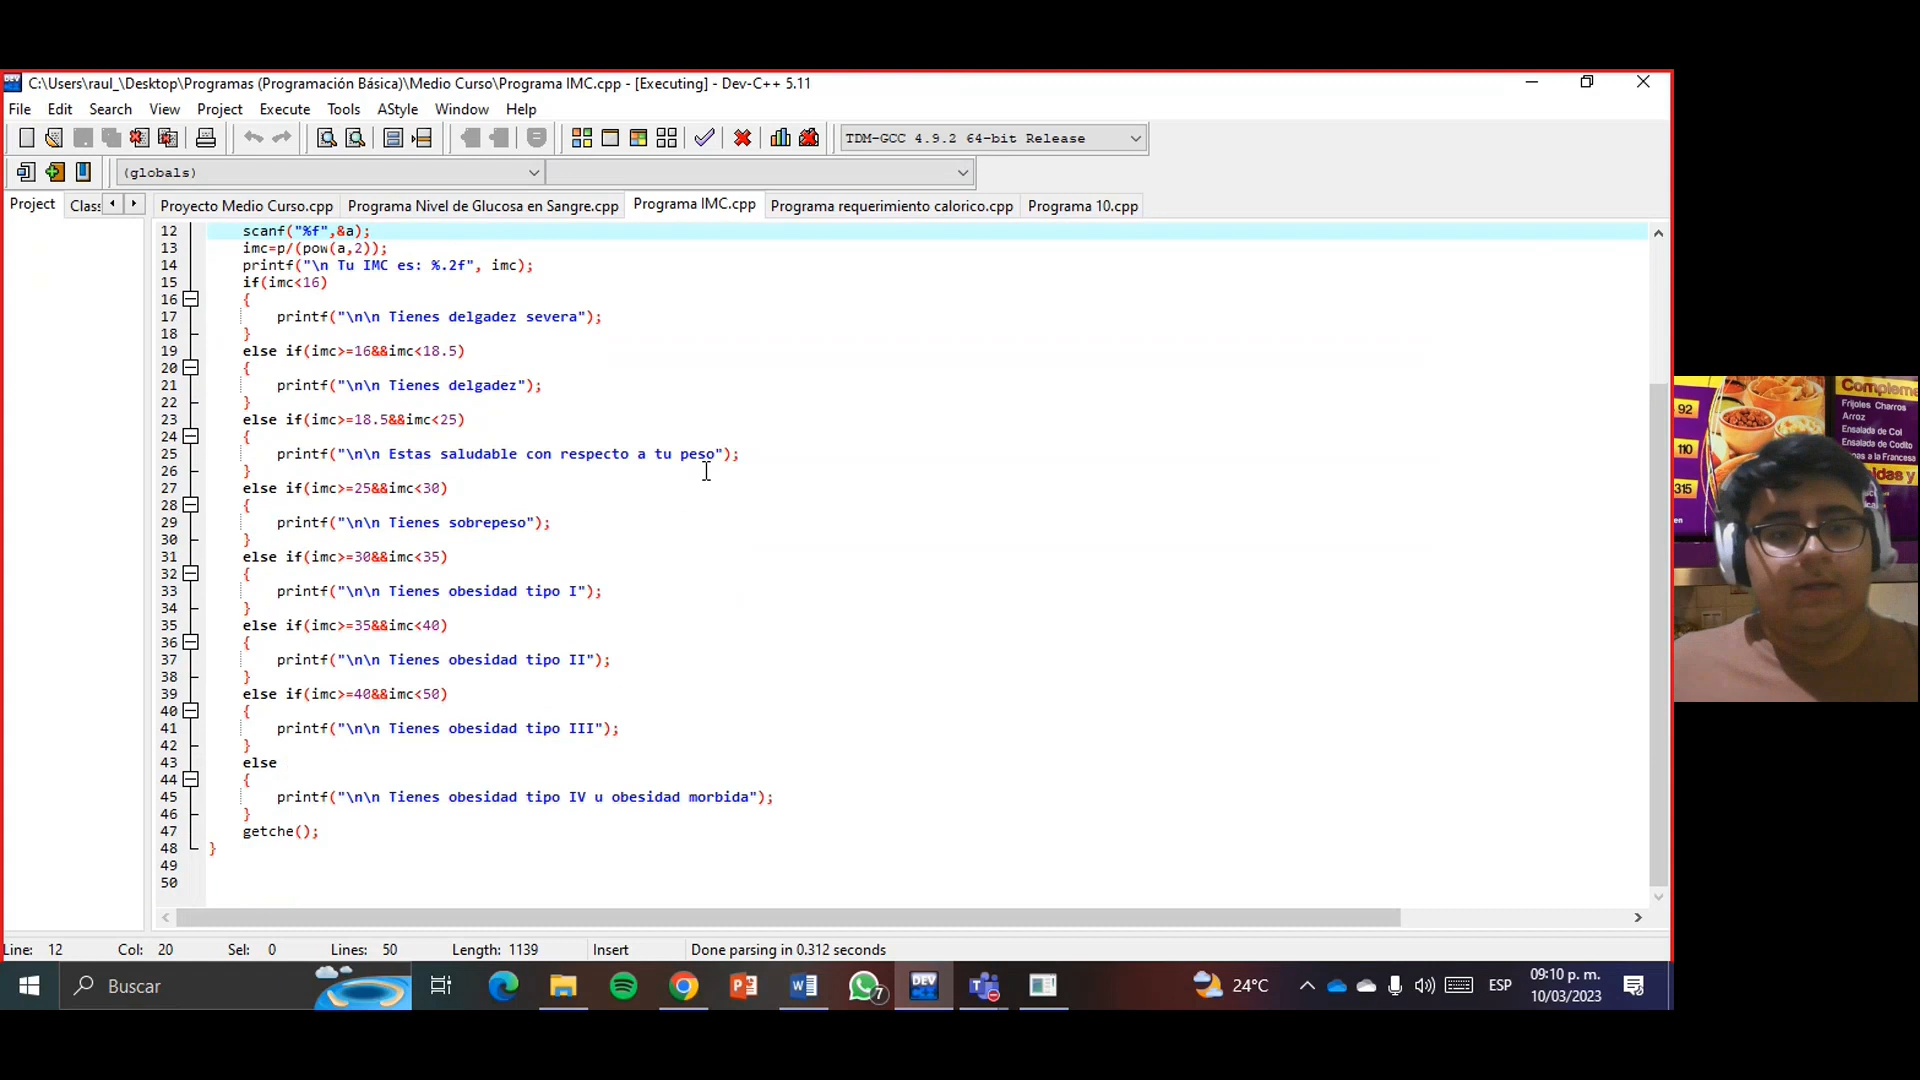 C:\Users\raul_\Desktop\Programas (Programación Básica)\Medio Curso\Programa IMC.cpp - [Executing] - Dev-C++ 5.11
File Edit Search View Project Execute Tools AStyle Window Help
TDM-GCC 4.9.2 64-bit Release
(globals)
Project Clas
Proyecto Medio Curso.cpp Programa Nivel de Glucosa en Sangre.cpp Programa IMC.cpp Programa requerimiento calorico.cpp Programa 10.cpp
12 scanf("%f",&a);
13 imc=p/(pow(a,2));
14 printf("\n Tu IMC es: %.2f", imc);
15 if(imc<16)
16 {
17 printf("\n\n Tienes delgadez severa");
18 }
19 else if(imc>=16&&imc<18.5)
20 {
21 printf("\n\n Tienes delgadez");
22 }
23 else if(imc>=18.5&&imc<25)
24 {
25 printf("\n\n Estas saludable con respecto a tu peso");
26 }
27 else if(imc>=25&&imc<30)
28 {
29 printf("\n\n Tienes sobrepeso");
30 }
31 else if(imc>=30&&imc<35)
32 {
33 printf("\n\n Tienes obesidad tipo I");
34 }
35 else if(imc>=35&&imc<40)
36 {
37 printf("\n\n Tienes obesidad tipo II");
38 }
39 else if(imc>=40&&imc<50)
40 {
41 printf("\n\n Tienes obesidad tipo III");
42 }
43 else
44 {
45 printf("\n\n Tienes obesidad tipo IV u obesidad morbida");
46 }
47 getche();
48 }
49
50
Line: 12 Col: 20 Sel: 0 Lines: 50 Length: 1139 Insert Done parsing in 0.312 seconds
Buscar
DEV
7
24°C
ESP
09:10 p. m.
10/03/2023
Compleme
92
Frijoles Charros
Arroz
Ensalada de Col
110
Ensalada de Codito
as a la Francesa
315
idas y